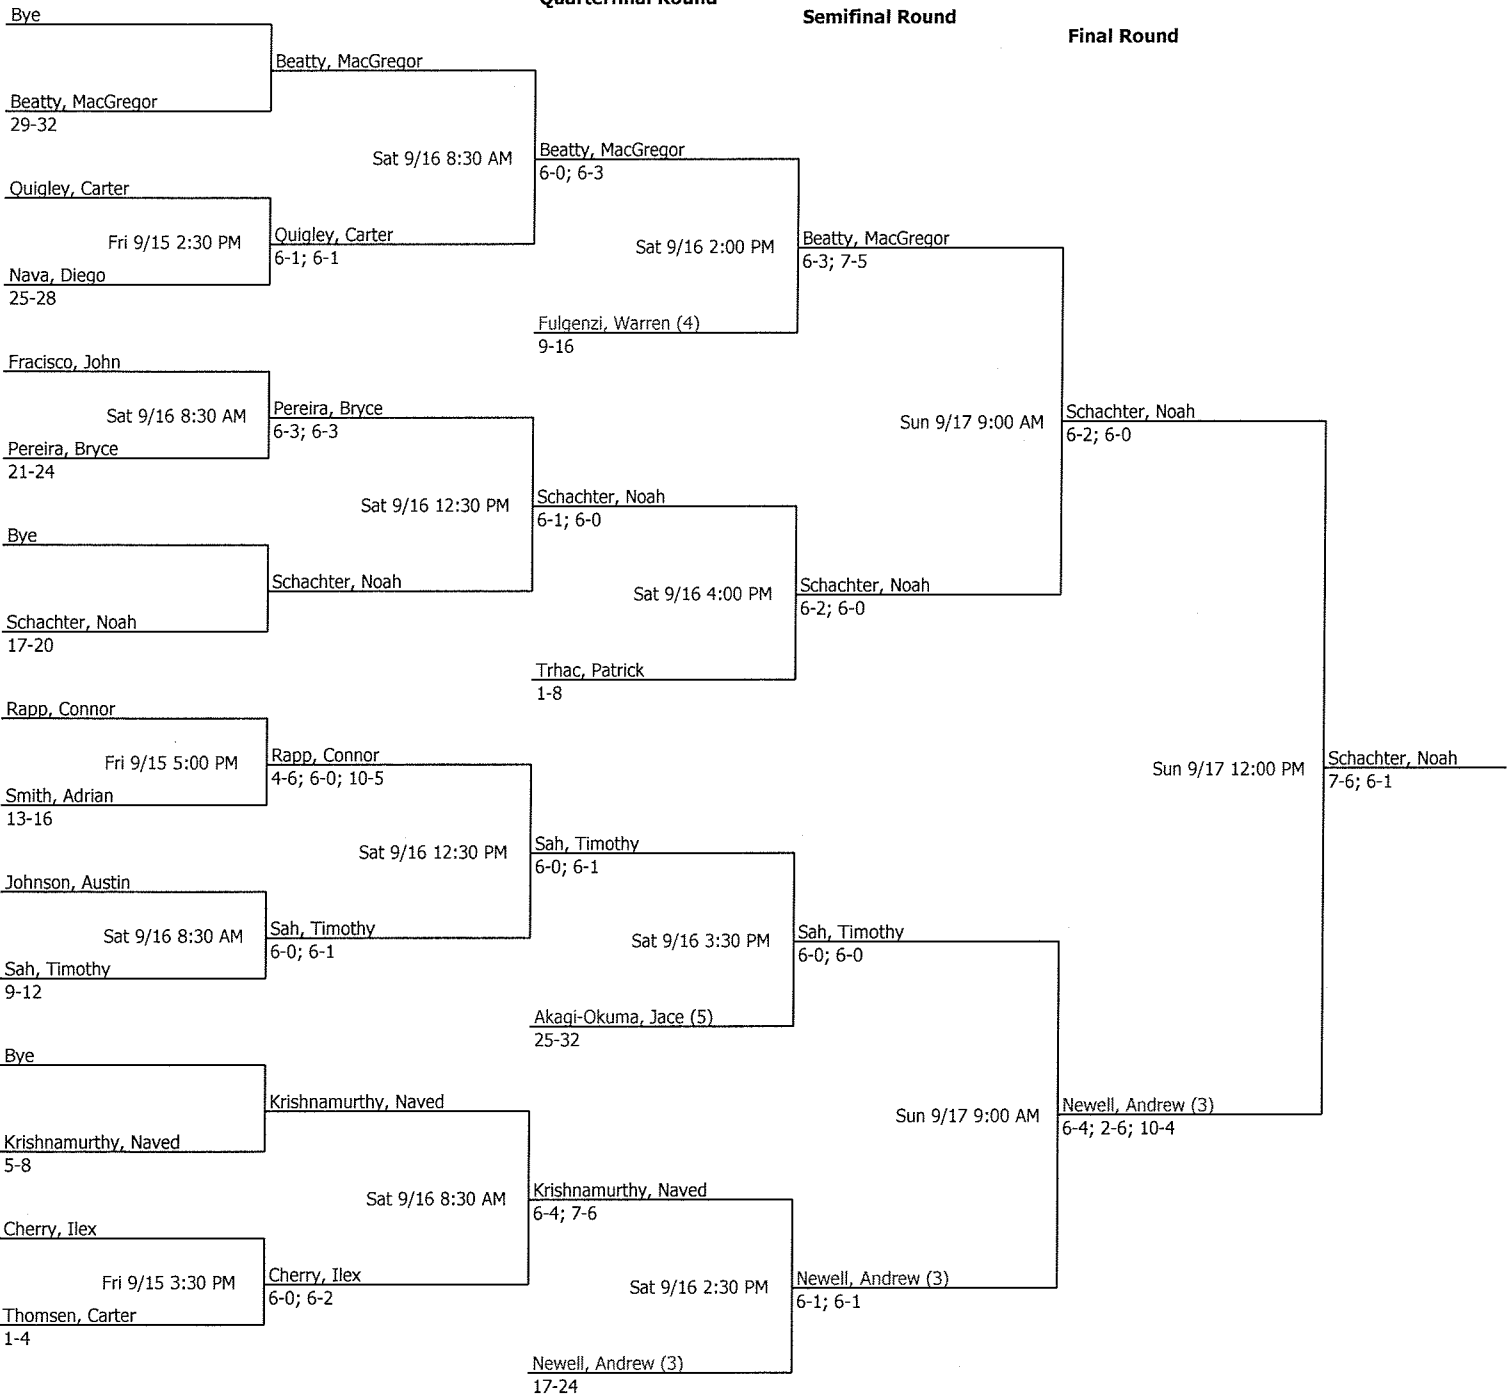 Quarterfinal Round
Semifinal Round
Final Round
Bye
Beatty, MacGregor
Beatty, MacGregor
29-32
Sat 9/16 8:30 AM
Beatty, MacGregor
6-0; 6-3
Quigley, Carter
Fri 9/15 2:30 PM
Quigley, Carter
6-1; 6-1
Nava, Diego
25-28
Sat 9/16 2:00 PM
Beatty, MacGregor
6-3; 7-5
Fulgenzi, Warren (4)
9-16
Fracisco, John
Sat 9/16 8:30 AM
Pereira, Bryce
6-3; 6-3
Pereira, Bryce
21-24
Sun 9/17 9:00 AM
Schachter, Noah
6-2; 6-0
Sat 9/16 12:30 PM
Schachter, Noah
6-1; 6-0
Bye
Schachter, Noah
Schachter, Noah
17-20
Sat 9/16 4:00 PM
Schachter, Noah
6-2; 6-0
Trhac, Patrick
1-8
Rapp, Connor
Fri 9/15 5:00 PM
Rapp, Connor
4-6; 6-0; 10-5
Smith, Adrian
13-16
Sun 9/17 12:00 PM
Schachter, Noah
7-6; 6-1
Sat 9/16 12:30 PM
Sah, Timothy
6-0; 6-1
Johnson, Austin
Sat 9/16 8:30 AM
Sah, Timothy
6-0; 6-1
Sah, Timothy
9-12
Sat 9/16 3:30 PM
Sah, Timothy
6-0; 6-0
Akagi-Okuma, Jace (5)
25-32
Bye
Krishnamurthy, Naved
Krishnamurthy, Naved
5-8
Sun 9/17 9:00 AM
Newell, Andrew (3)
6-4; 2-6; 10-4
Sat 9/16 8:30 AM
Krishnamurthy, Naved
6-4; 7-6
Cherry, Ilex
Fri 9/15 3:30 PM
Cherry, Ilex
6-0; 6-2
Thomsen, Carter
1-4
Sat 9/16 2:30 PM
Newell, Andrew (3)
6-1; 6-1
Newell, Andrew (3)
17-24